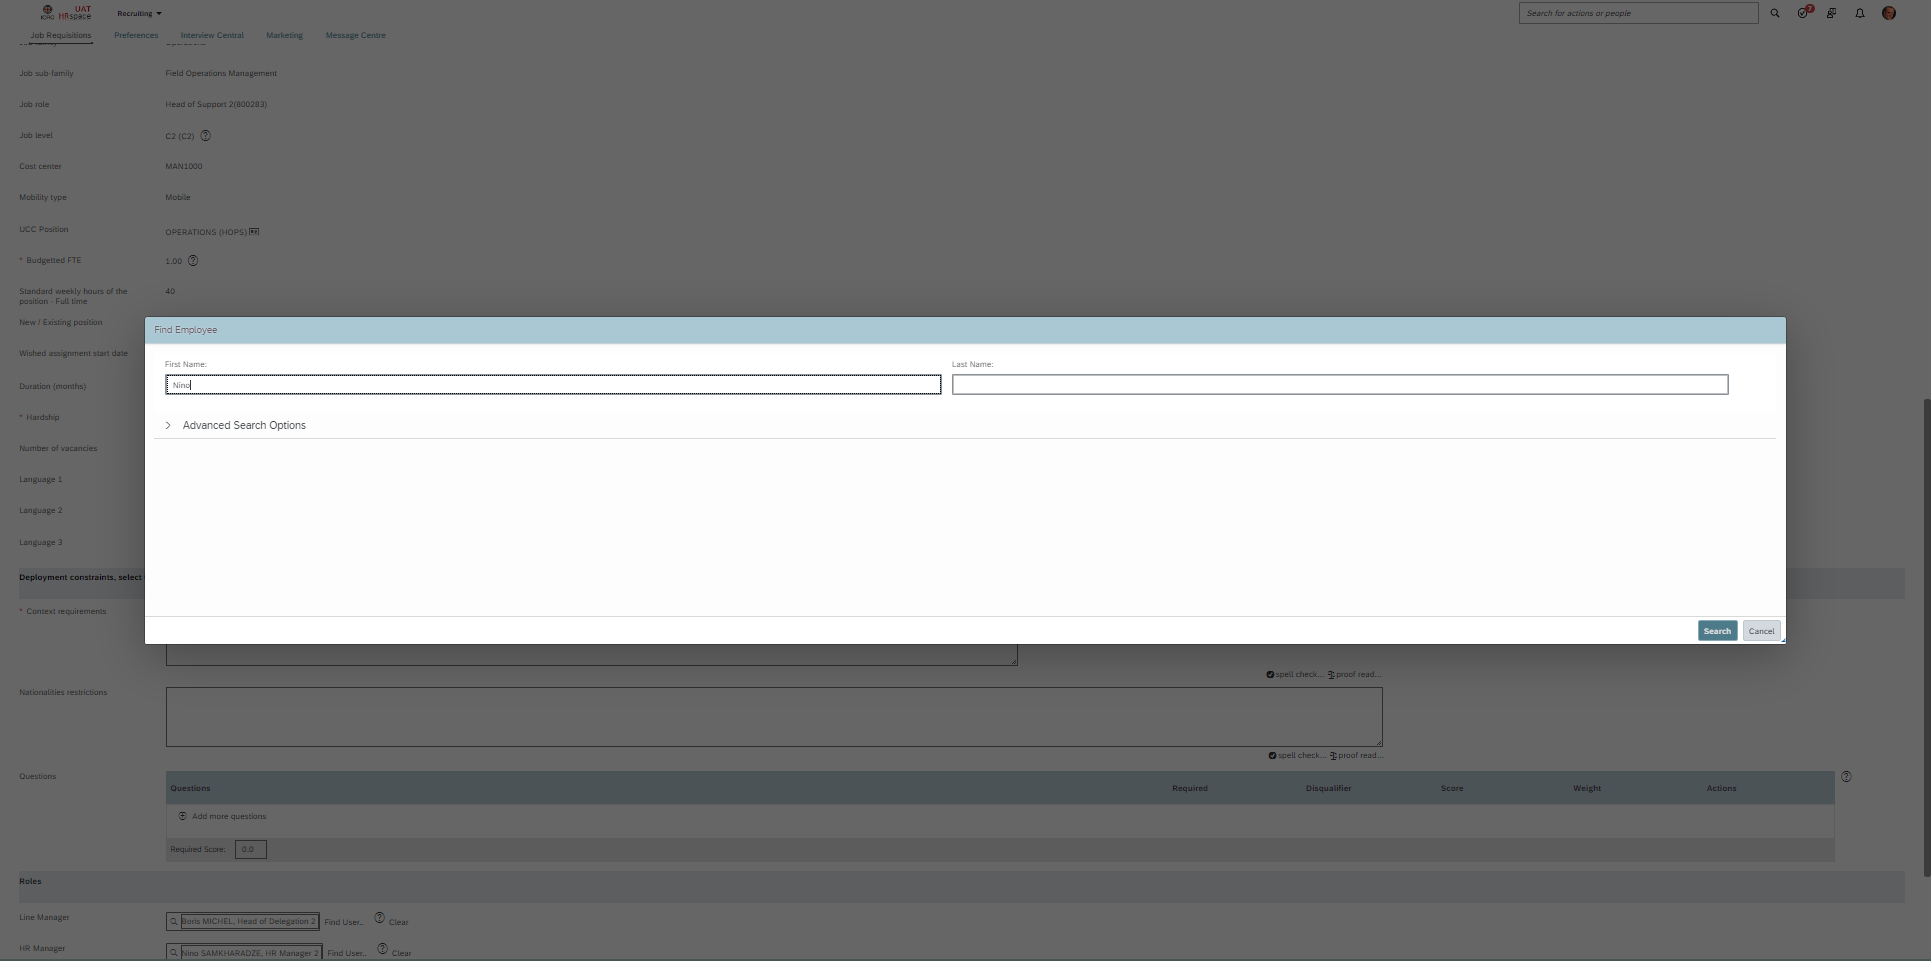 UAT
ICRC HRspace
Recruiting
Search for actions or people
7
Job Requisitions Preferences Interview Central Marketing Message Centre
Job sub-family Field Operations Management
Job role Head of Support 2(800283)
Job level C2 (C2)
Cost center MAN1000
Mobility type Mobile
UCC Position OPERATIONS (HOPS)
* Budgetted FTE 1.00
Standard weekly hours of the 40
position - Full time
New / Existing position
Wished assignment start date
Duration (months)
* Hardship
Number of vacancies
Language 1
Language 2
Language 3
Find Employee
First Name: Last Name:
Nino
Advanced Search Options
Search Cancel
Deployment constraints, select
* Context requirements
spell check... proof read...
Nationalities restrictions
spell check... proof read...
Questions
Questions Required Disqualifier Score Weight Actions
Add more questions
Required Score: 0.0
Roles
Line Manager Boris MICHEL, Head of Delegation 2 Find User.. Clear
HR Manager Nino SAMKHARADZE, HR Manager 2 Find User.. Clear